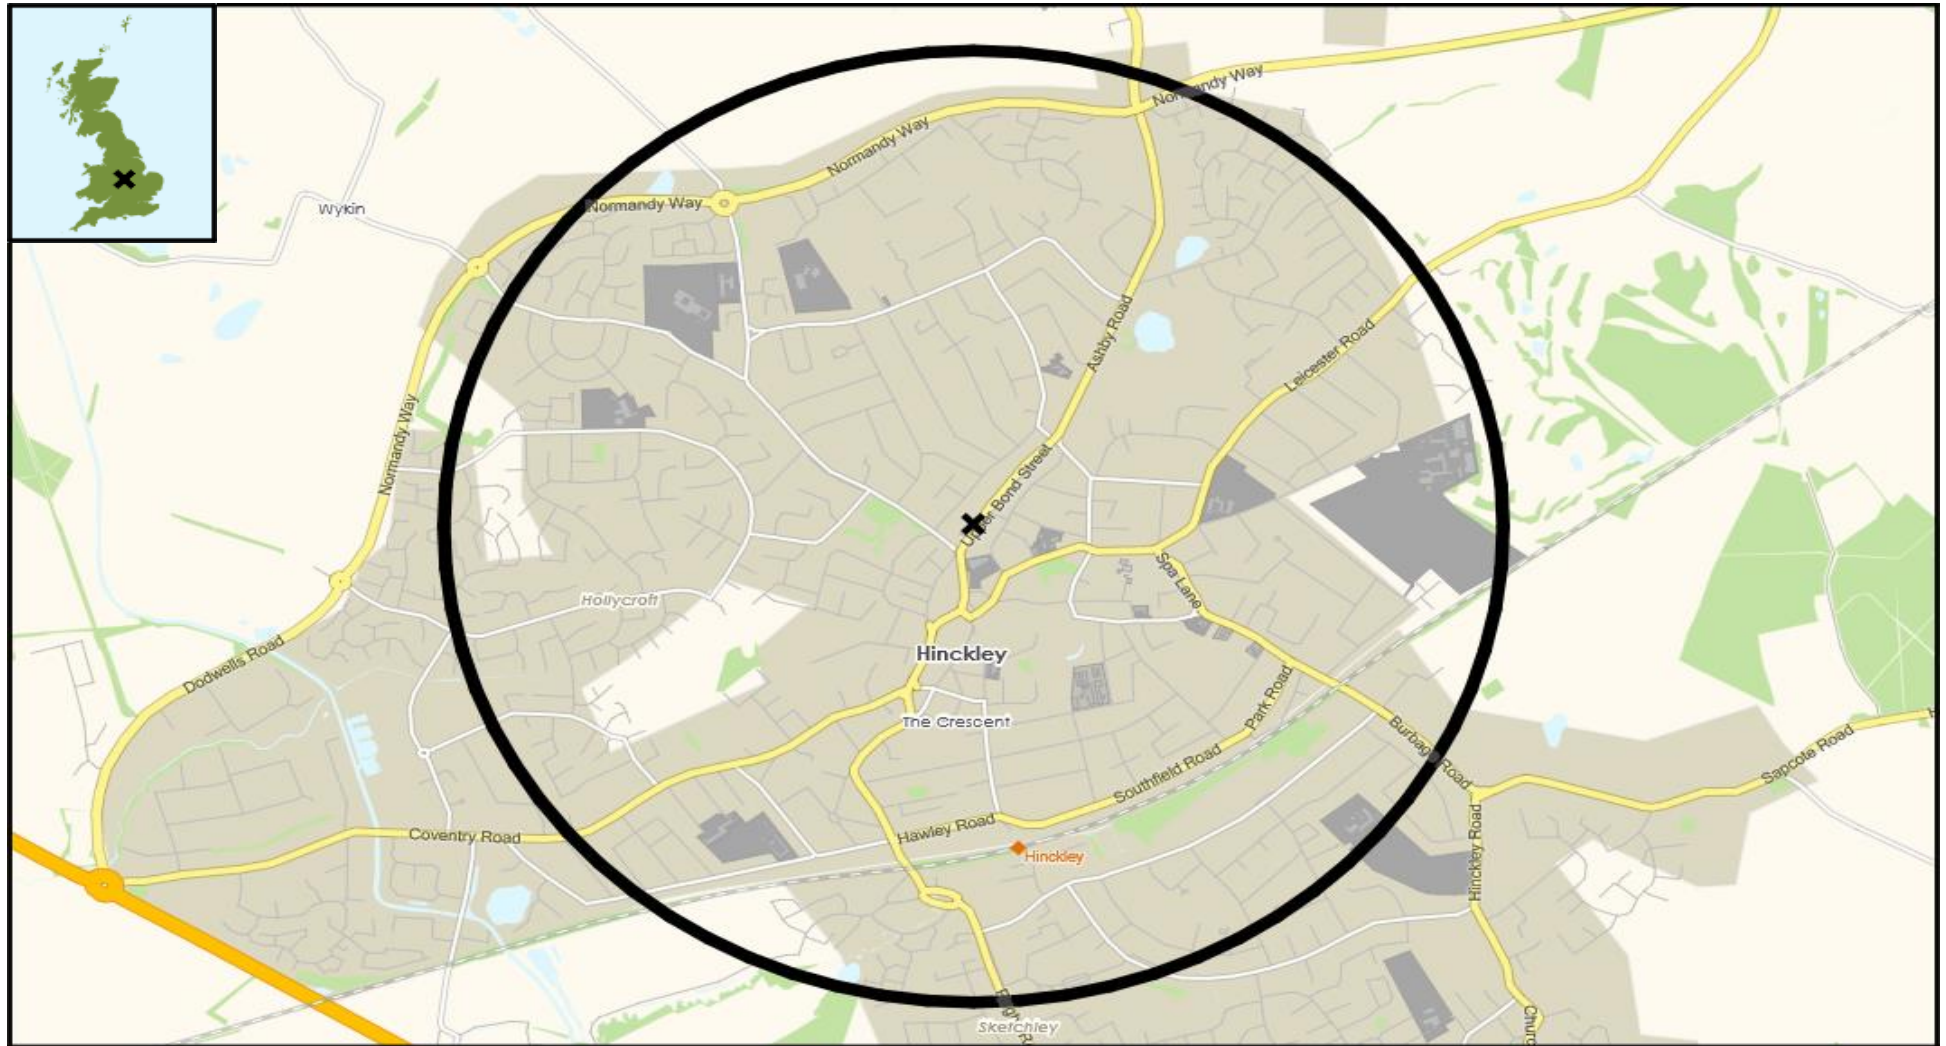 Normandy Way
Normandy Way
Wykin
Normandy Way
Ashby Road
Leicester Road
Normandy Way
Upper Bond Street
Spa Lane
Hollycroft
Dodwells Road
Hinckley
Park Road
The Crescent
Burbage Road
Sapcote Road
Southfield Road
Coventry Road
Hawley Road
Hinckley
Hinckley Road
Sketchley